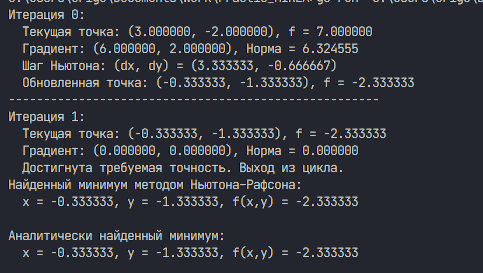 Итерация 0:
Текущая точка: (3.000000, -2.000000), f = 7.000000
Градиент: (6.000000, 2.000000), Норма = 6.324555
Шаг Ньютона: (dx, dy) = (3.333333, -0.666667)
Обновленная точка: (-0.333333, -1.333333), f = -2.333333
----------------------------------------------------
Итерация 1:
Текущая точка: (-0.333333, -1.333333), f = -2.333333
Градиент: (0.000000, 0.000000), Норма = 0.000000
Достигнута требуемая точность. Выход из цикла.
Найденный минимум методом Ньютона-Рафсона:
x = -0.333333, y = -1.333333, f(x,y) = -2.333333
Аналитически найденный минимум:
x = -0.333333, y = -1.333333, f(x,y) = -2.333333